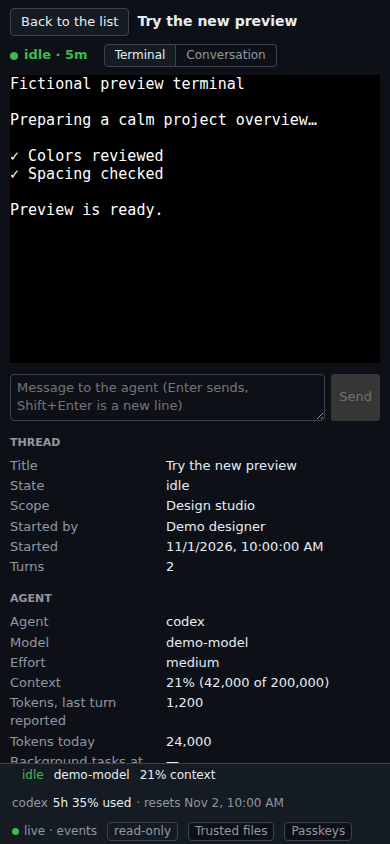 Back to the list Try the new preview
idle · 5m Terminal Conversation
Fictional preview terminal
Preparing a calm project overview…
✓ Colors reviewed
✓ Spacing checked
Preview is ready.
Message to the agent (Enter sends,
Shift+Enter is a new line)
Send
THREAD
Title Try the new preview
State idle
Scope Design studio
Started by Demo designer
Started 11/1/2026, 10:00:00 AM
Turns 2
AGENT
Agent codex
Model demo-model
Effort medium
Context 21% (42,000 of 200,000)
Tokens, last turn 1,200
reported
Tokens today 24,000
Background tasks at —
idle demo-model 21% context
codex 5h 35% used · resets Nov 2, 10:00 AM
live · events read-only Trusted files Passkeys